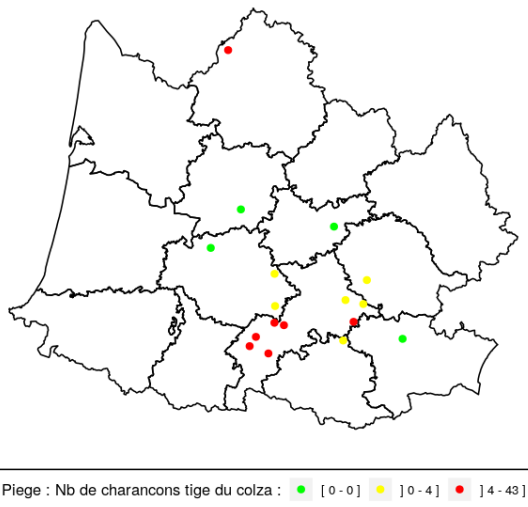 Piege : Nb de charancons tige du colza : [ 0 - 0 ] ] 0 - 4 ] ] 4 - 43 ]